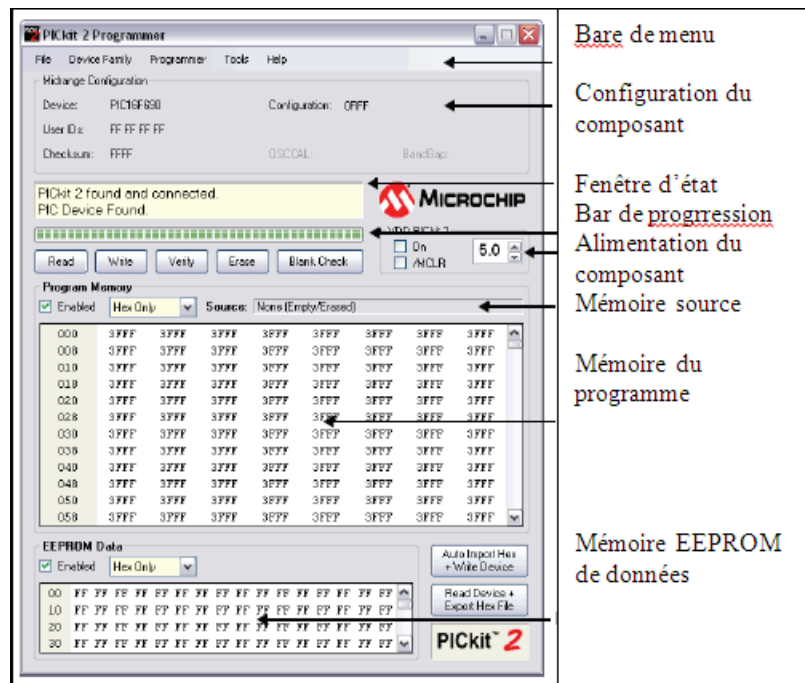 PICkit 2 Programmer
File Device Family Programmer Tools Help
Midrange Configuration
Device: PIC16F690 Configuration: 0FFF
User IDs: FF FF FF FF
Checksum: FFFF OSCCAL: BandGap:
PICkit 2 found and connected.
PIC Device Found.
MICROCHIP
VDD PICkit 2
On
/MCLR
5.0
Read Write Verify Erase Blank Check
Program Memory
Enabled Hex Only Source: None (Empty/Erased)
000 3FFF 3FFF 3FFF 3FFF 3FFF 3FFF 3FFF 3FFF
008 3FFF 3FFF 3FFF 3FFF 3FFF 3FFF 3FFF 3FFF
010 3FFF 3FFF 3FFF 3FFF 3FFF 3FFF 3FFF 3FFF
018 3FFF 3FFF 3FFF 3FFF 3FFF 3FFF 3FFF 3FFF
020 3FFF 3FFF 3FFF 3FFF 3FFF 3FFF 3FFF 3FFF
028 3FFF 3FFF 3FFF 3FFF 3FFF 3FFF 3FFF 3FFF
030 3FFF 3FFF 3FFF 3FFF 3FFF 3FFF 3FFF 3FFF
038 3FFF 3FFF 3FFF 3FFF 3FFF 3FFF 3FFF 3FFF
040 3FFF 3FFF 3FFF 3FFF 3FFF 3FFF 3FFF 3FFF
048 3FFF 3FFF 3FFF 3FFF 3FFF 3FFF 3FFF 3FFF
050 3FFF 3FFF 3FFF 3FFF 3FFF 3FFF 3FFF 3FFF
058 3FFF 3FFF 3FFF 3FFF 3FFF 3FFF 3FFF 3FFF
EEPROM Data
Enabled Hex Only
00 FF FF FF FF FF FF FF FF FF FF FF FF FF FF FF FF
10 FF FF FF FF FF FF FF FF FF FF FF FF FF FF FF FF
20 FF FF FF FF FF FF FF FF FF FF FF FF FF FF FF FF
30 FF FF FF FF FF FF FF FF FF FF FF FF FF FF FF FF
Auto Import Hex
+ Write Device
Read Device +
Export Hex File
PICkit™ 2
Bare de menu
Configuration du
composant
Fenêtre d’état
Bar de progrression
Alimentation du
composant
Mémoire source
Mémoire du
programme
Mémoire EEPROM
de données